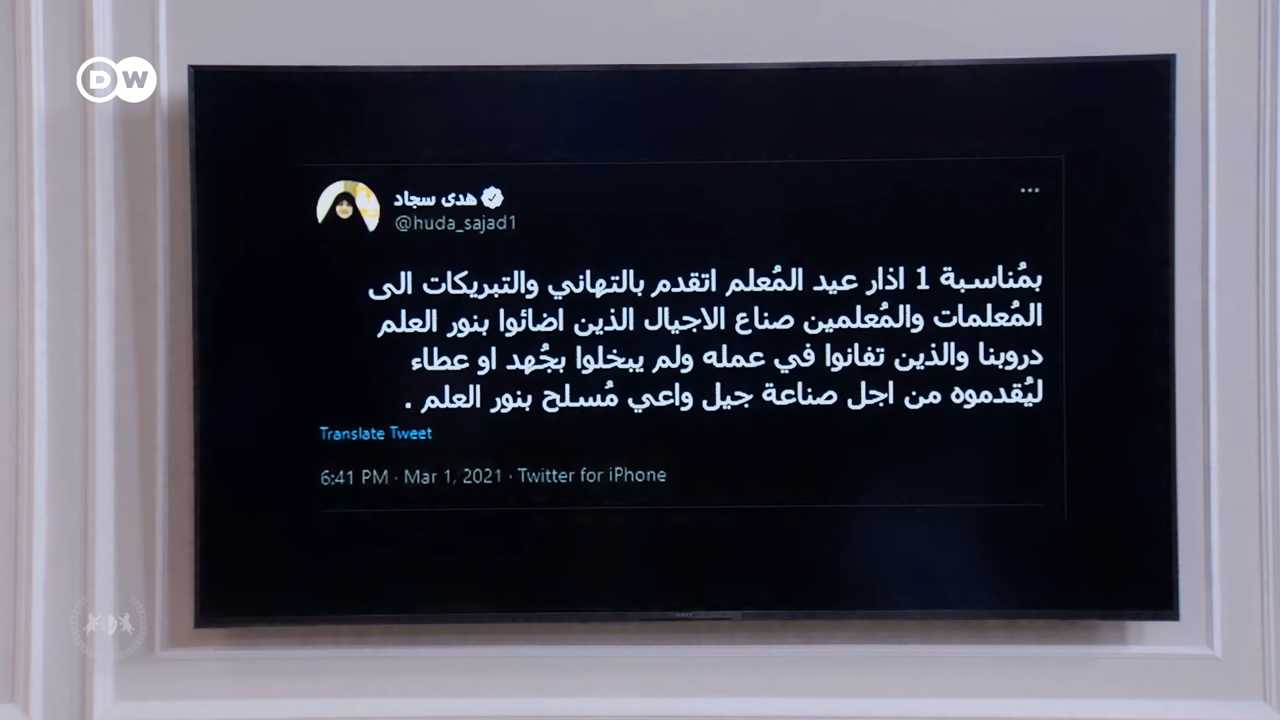 DW
هدى سجاد
@huda_sajad1
بمُناسبة 1 اذار عيد المُعلم اتقدم بالتهاني والتبريكات الى
المُعلمات والمُعلمين صناع الاجيال الذين اضائوا بنور العلم
دروبنا والذين تفانوا في عمله ولم يبخلوا بجُهد او عطاء
ليُقدموه من اجل صناعة جيل واعي مُسلح بنور العلم .
Translate Tweet
6:41 PM · Mar 1, 2021 · Twitter for iPhone